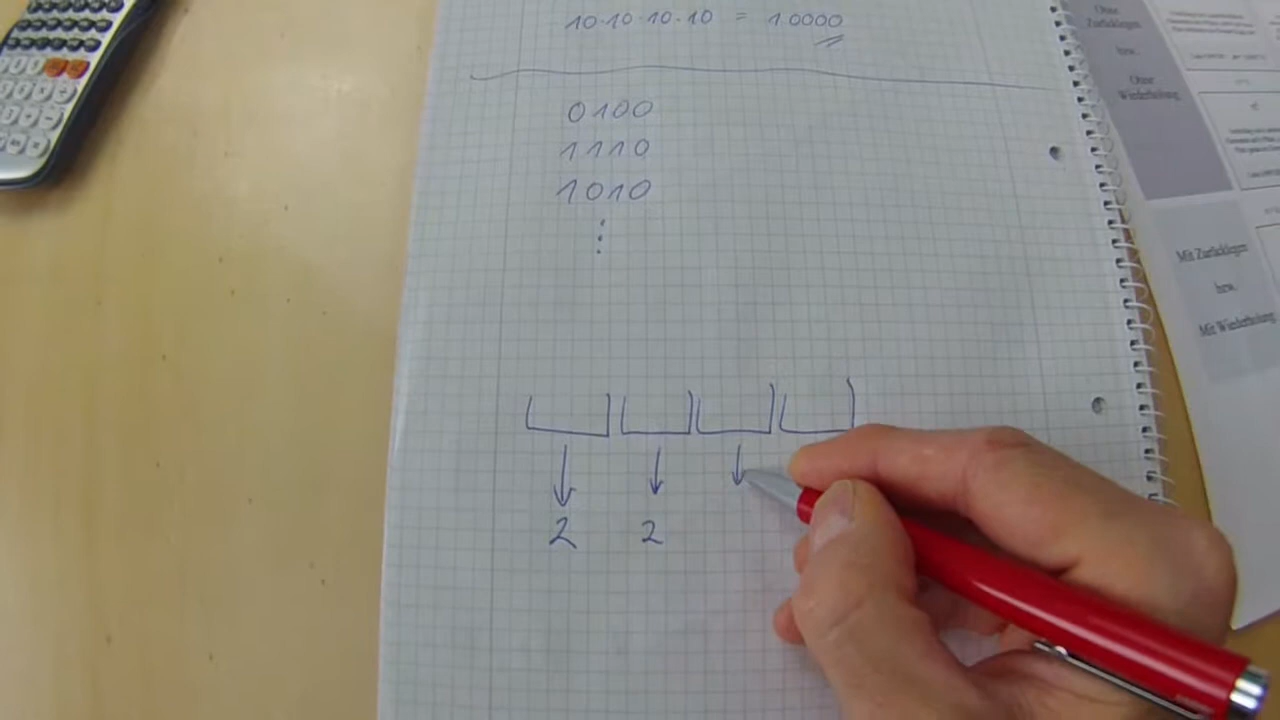 10·10·10·10 = 1.0000
0100
1110
1010
2 2
Ohne
Zurücklegen
bzw.
Ohne
Wiederholung
Mit Zurücklegen
bzw.
Mit Wiederholung